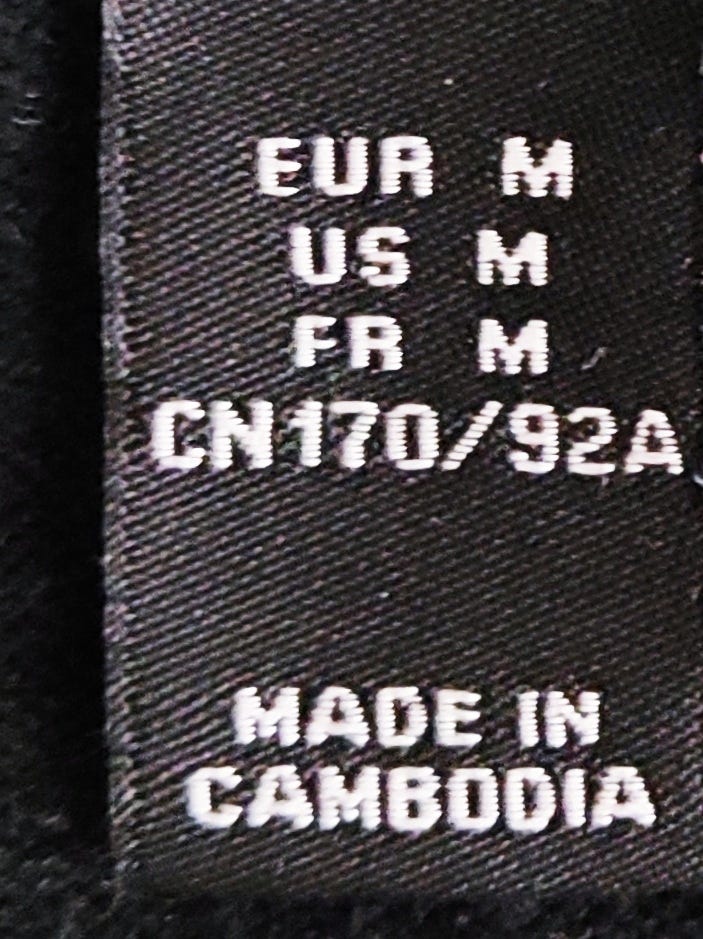 EUR M
US M
FR M
CN170/92A
MADE IN
CAMBODIA